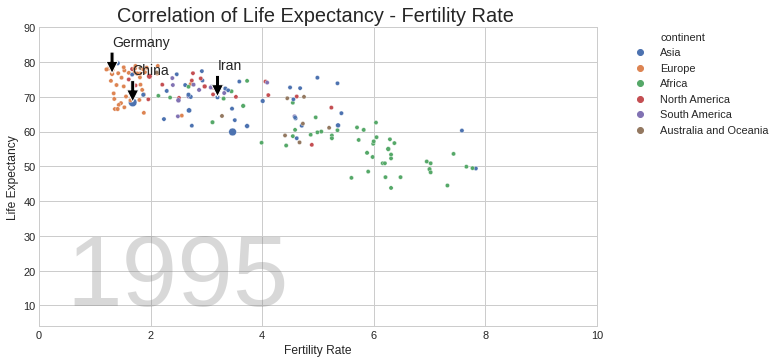 Correlation of Life Expectancy - Fertility Rate
Life Expectancy
90
80
70
60
50
40
30
20
10
0
Germany
China
Iran
1995
0
2
4
6
8
10
Fertility Rate
continent
Asia
Europe
Africa
North America
South America
Australia and Oceania